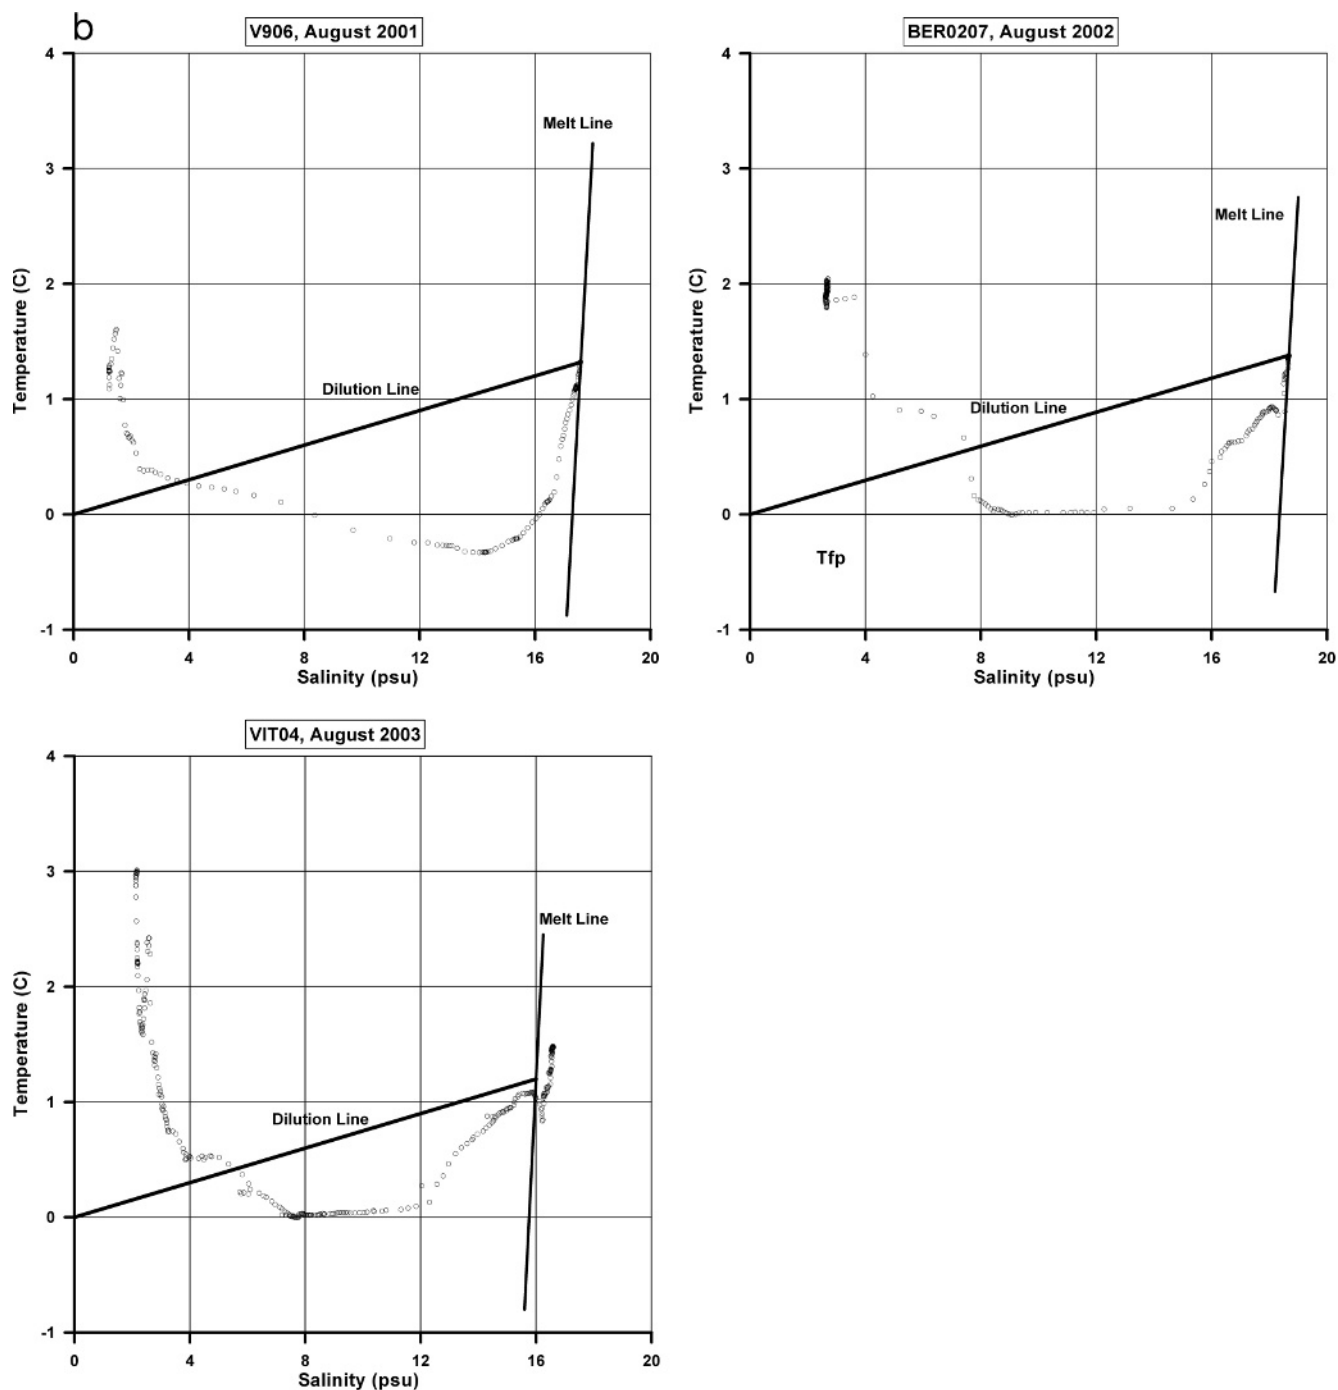 b
V906, August 2001
4
3
2
1
0
-1
Temperature (C)
Melt Line
Dilution Line
0 4 8 12 16 20
Salinity (psu)
BER0207, August 2002
4
3
2
1
0
-1
Temperature (C)
Melt Line
Dilution Line
Tfp
0 4 8 12 16 20
Salinity (psu)
VIT04, August 2003
4
3
2
1
0
-1
Temperature (C)
Melt Line
Dilution Line
0 4 8 12 16 20
Salinity (psu)